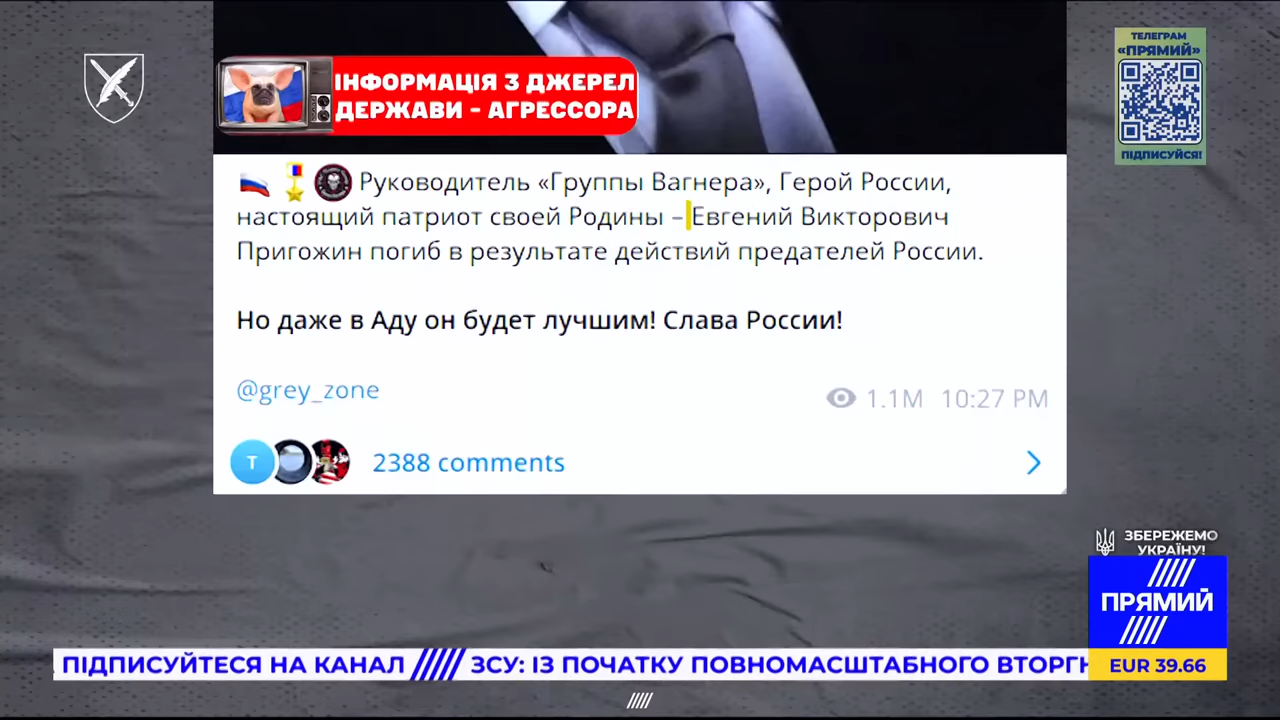 ІНФОРМАЦІЯ З ДЖЕРЕЛ
ДЕРЖАВИ - АГРЕССОРА
ТЕЛЕГРАМ
«ПРЯМИЙ»
ПІДПИСУЙСЯ!
Руководитель «Группы Вагнера», Герой России,
настоящий патриот своей Родины – Евгений Викторович
Пригожин погиб в результате действий предателей России.
Но даже в Аду он будет лучшим! Слава России!
@grey_zone
1.1M 10:27 PM
T
2388 comments
ЗБЕРЕЖЕМО
УКРАЇНУ!
ПРЯМИЙ
ПІДПИСУЙТЕСЯ НА КАНАЛ //// ЗСУ: ІЗ ПОЧАТКУ ПОВНОМАСШТАБНОГО ВТОРГН
EUR 39.66